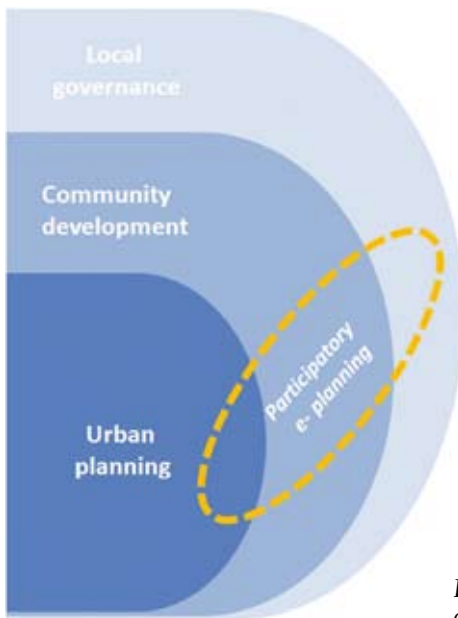 Local
governance
Community
development
Urban
planning
Participatory
e- planning